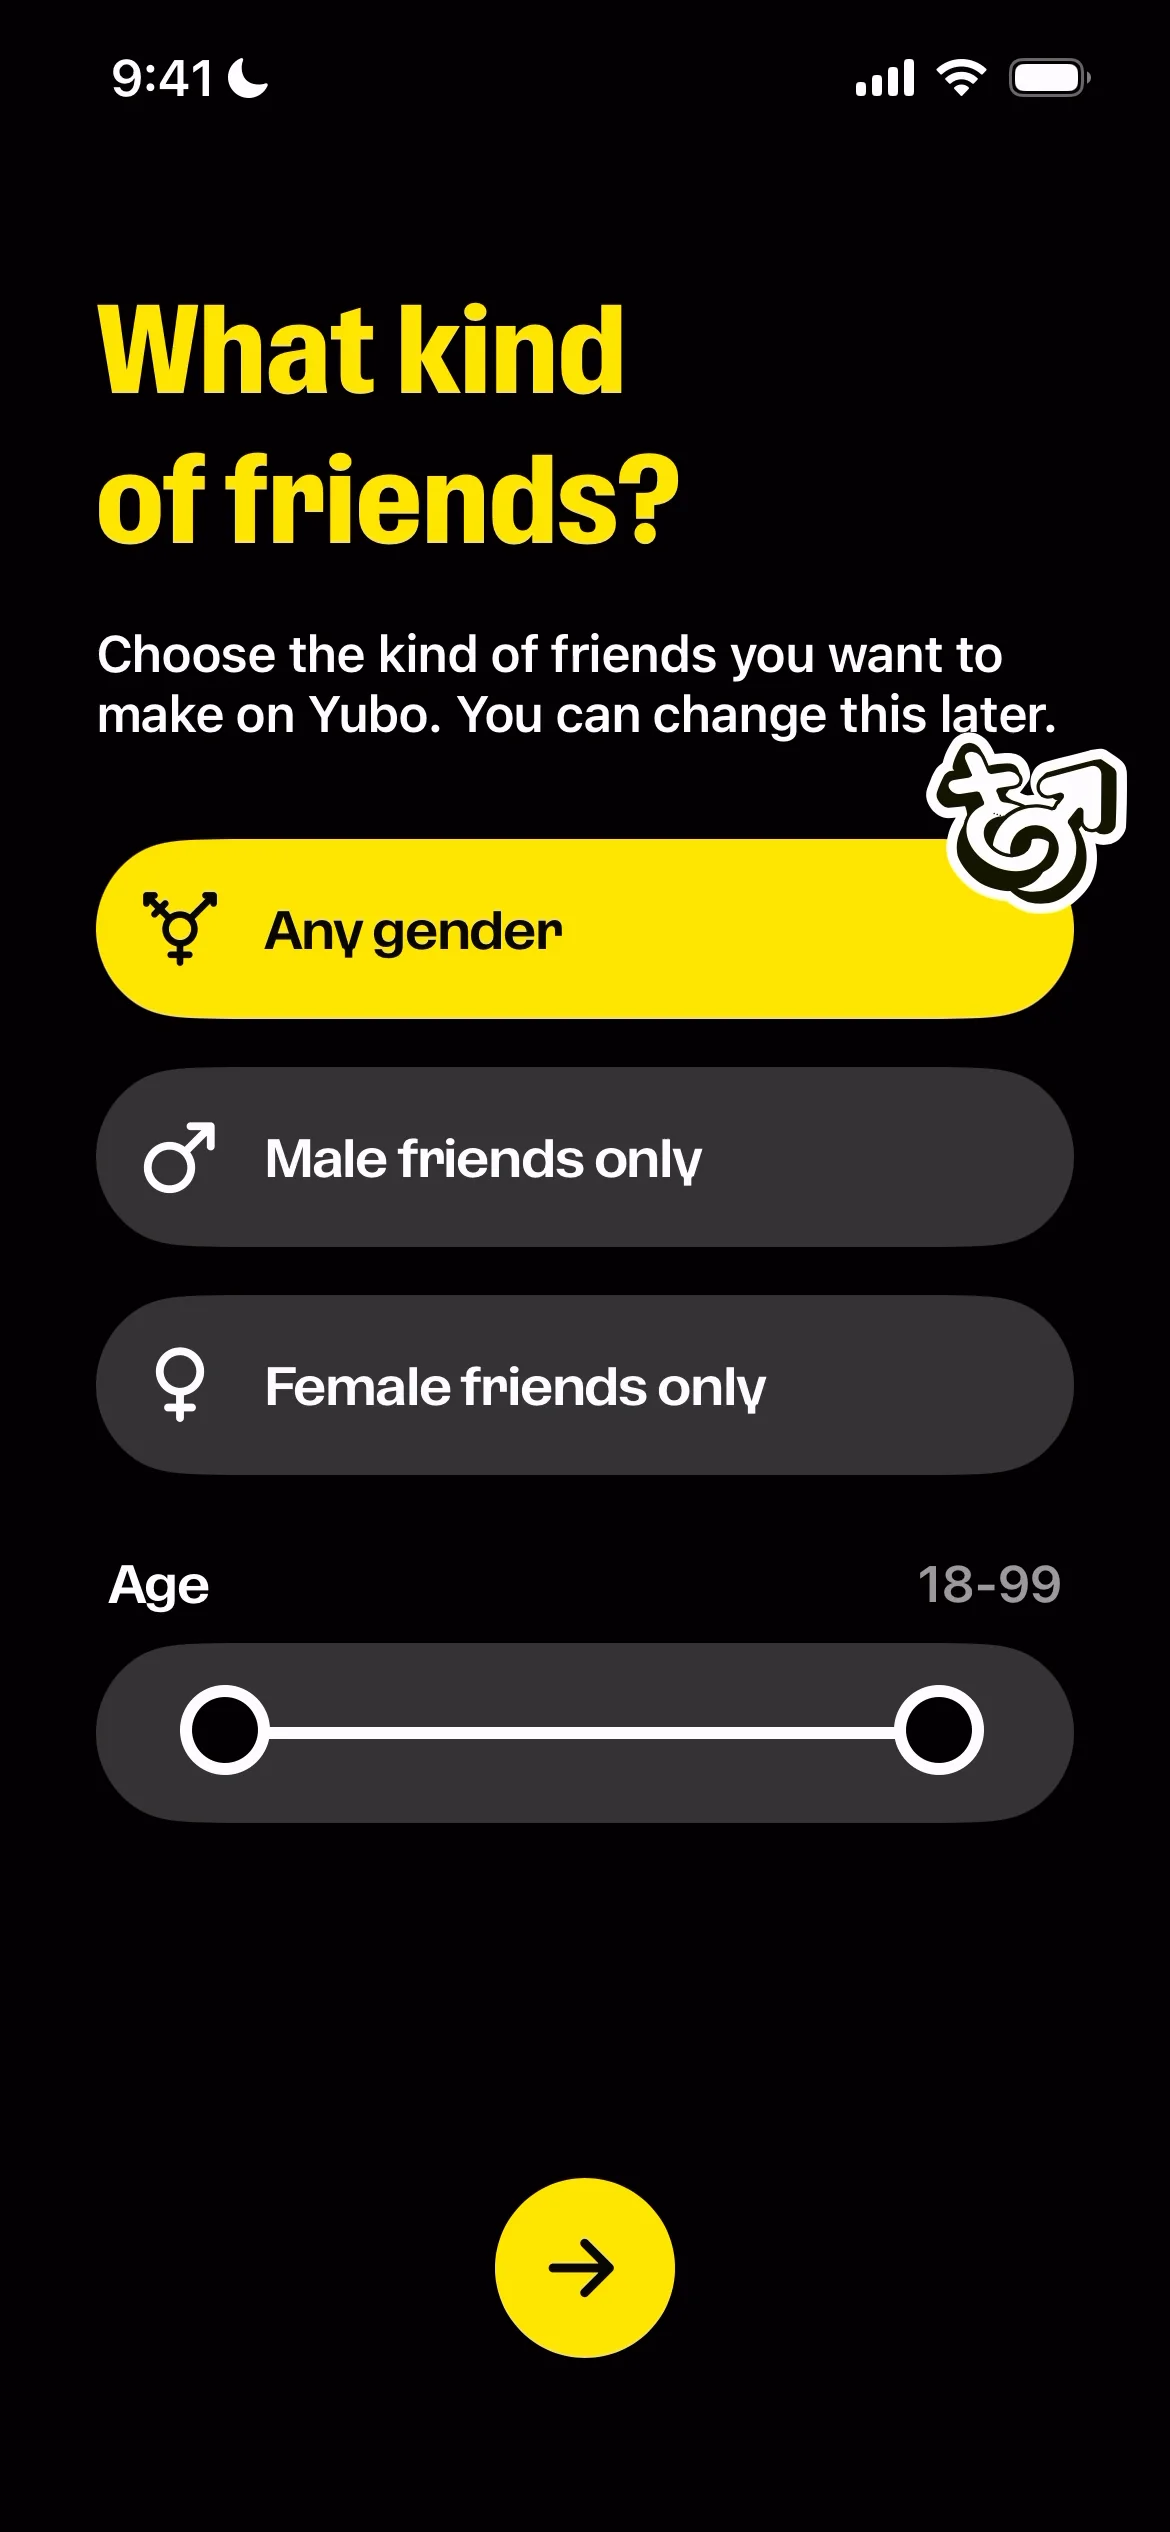 9:41
What kind
of friends?
Choose the kind of friends you want to
make on Yubo. You can change this later.
Any gender
Male friends only
Female friends only
Age 18-99